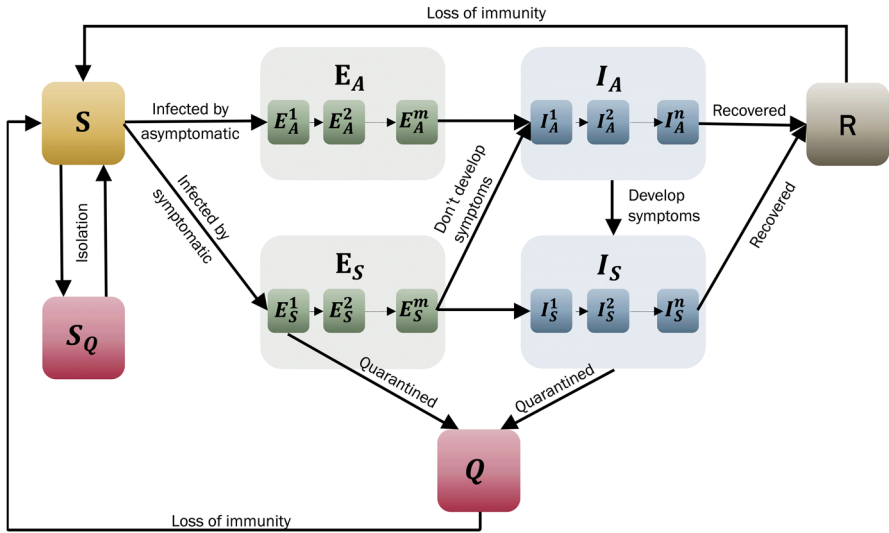 Loss of immunity
E_A
I_A
S
Infected by
asymptomatic
E_A^1
E_A^2
E_A^m
I_A^1
I_A^2
I_A^n
Recovered
R
Infected by
symptomatic
Don't develop
symptoms
Develop
symptoms
Isolation
Recovered
E_S
I_S
S_Q
E_S^1
E_S^2
E_S^m
I_S^1
I_S^2
I_S^n
Quarantined
Quarantined
Q
Loss of immunity